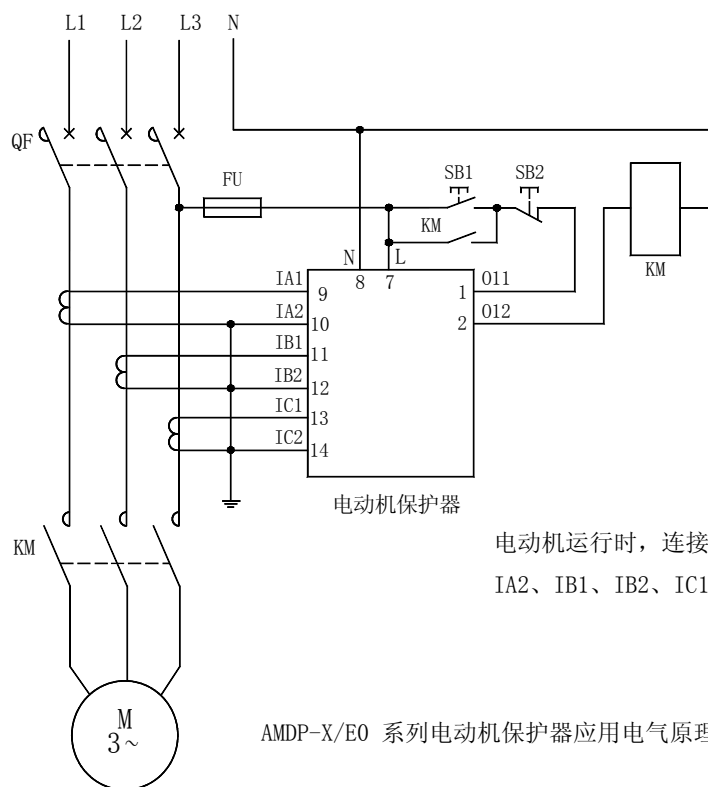 L1 L2 L3 N
QF
FU
SB1 SB2
KM
KM
N L
8 7
IA1 9
IA2 10
IB1 11
IB2 12
IC1 13
IC2 14
1 O11
2 O12
电动机保护器
KM
电动机运行时，连接
IA2、IB1、IB2、IC1
M
3~
AMDP-X/E0 系列电动机保护器应用电气原理